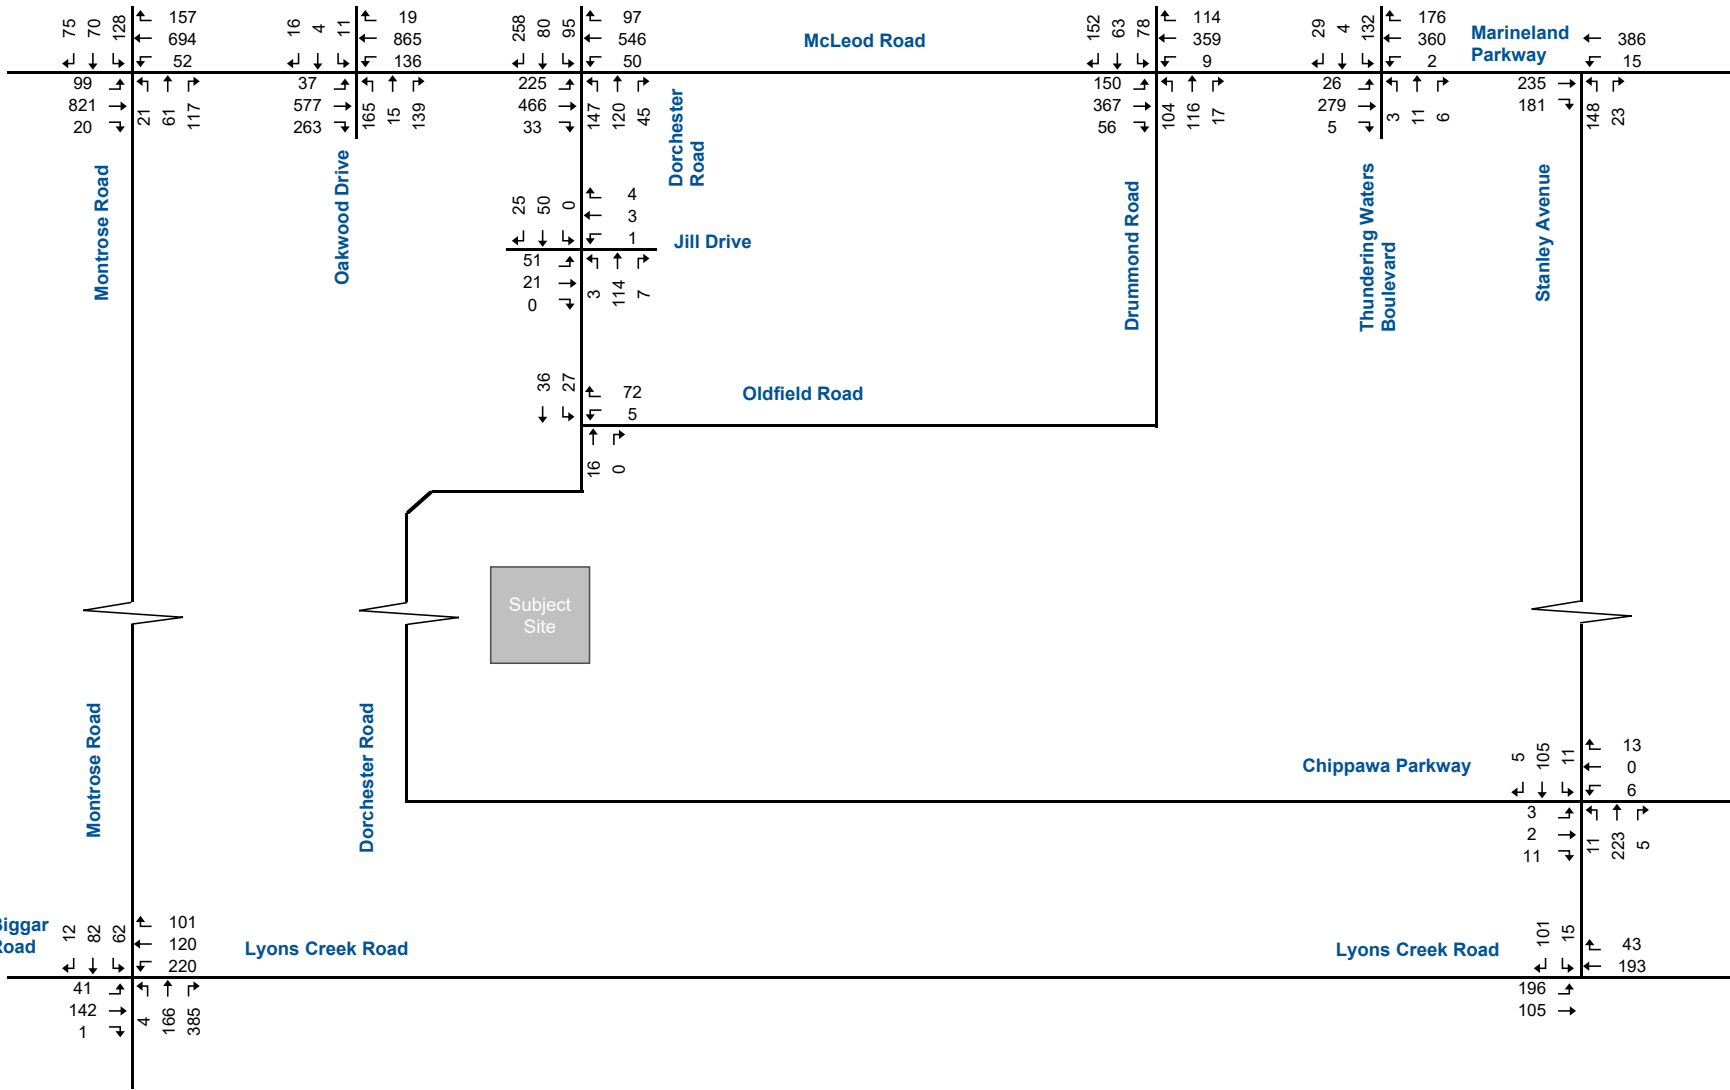 75 70 128 157 16 4 11 19 258 80 95 97 152 63 78 114 29 4 132 176
694 865 546 McLeod Road 359 360 Marineland 386
52 136 50 9 2 Parkway 15
99 37 225 150 26 235
821 21 61 117 577 165 15 139 466 147 120 45 367 104 116 17 279 3 11 6 181 148 23
20 263 33 56 5
Montrose Road
Oakwood Drive
Dorchester
Road
Drummond Road
Thundering Waters
Boulevard
Stanley Avenue
25 50 0 4
3
1 Jill Drive
51
21 3 114 7
0
36 27 72 Oldfield Road
5
16 0
Subject
Site
Montrose Road
Dorchester Road
Chippawa Parkway 5 105 11 13
0
6
3
2 11 223 5
11
Biggar
Road
12 82 62 101
120 Lyons Creek Road
220
41
142 4 166 385
1
Lyons Creek Road 101 15 43
193
196
105